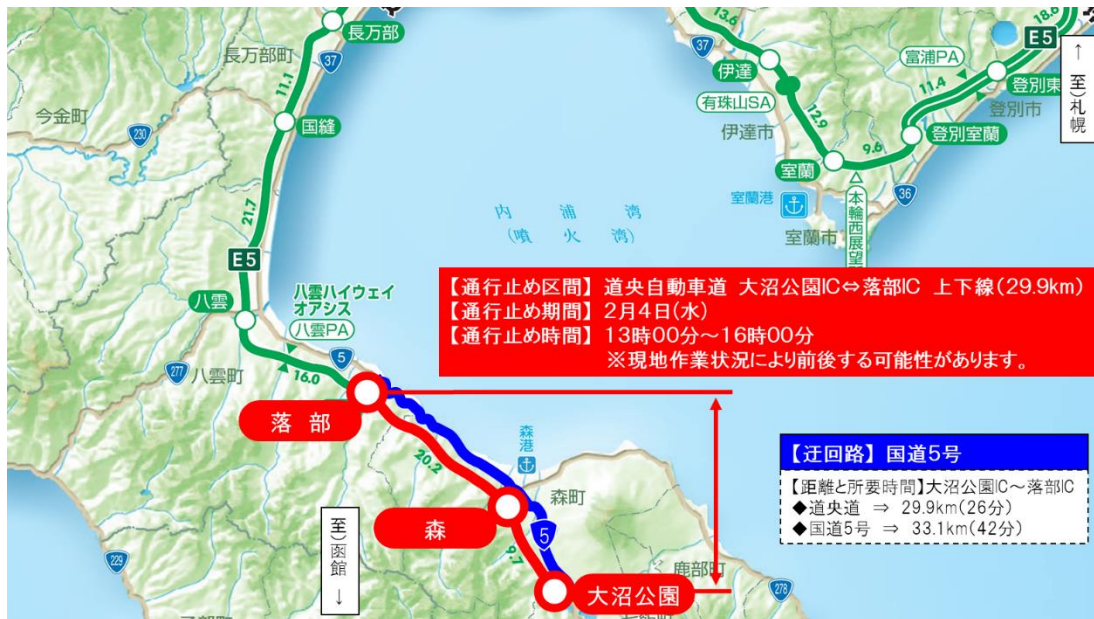 長万部
長万部町
37
11.1
今金町
230
国縫
21.7
E5
八雲
八雲ハイウェイ
オアシス
八雲PA
5
277
八雲町
16.0
落部
20.2
森港
森町
森
5
9.7
大沼公園
鹿部町
278
229
至)函館↓
内浦湾
(噴火湾)
13.6
37
伊達
有珠山SA
伊達市
12.9
室蘭
室蘭港
室蘭市
9.6
本輪西展望
登別室蘭
36
11.4
富浦PA
登別東
登別市
E5
18.6
↑至)札幌
【通行止め区間】 道央自動車道 大沼公園IC⇔落部IC 上下線(29.9km)
【通行止め期間】 2月4日(水)
【通行止め時間】 13時00分～16時00分
※現地作業状況により前後する可能性があります。
【迂回路】 国道5号
【距離と所要時間】大沼公園IC～落部IC
◆道央道 ⇒ 29.9km(26分)
◆国道5号 ⇒ 33.1km(42分)